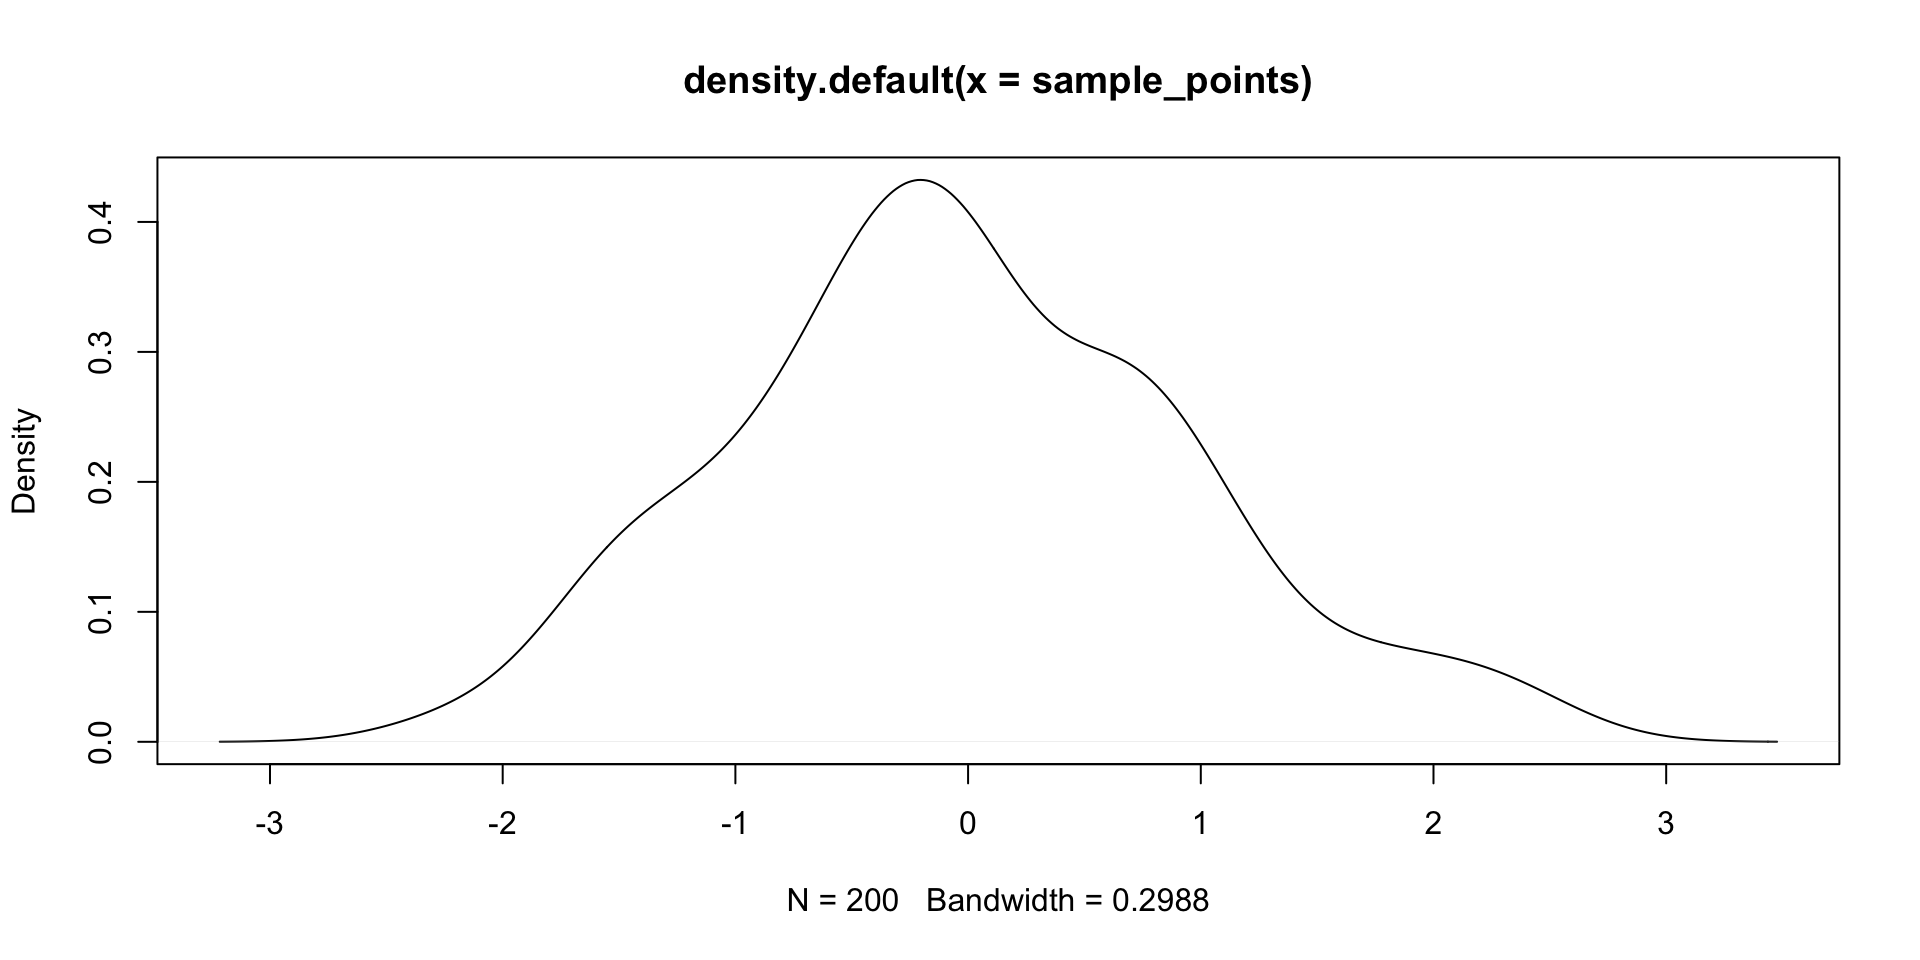 density.default(x = sample_points)
Density
0.4
0.3
0.2
0.1
0.0
-3 -2 -1 0 1 2 3
N = 200   Bandwidth = 0.2988